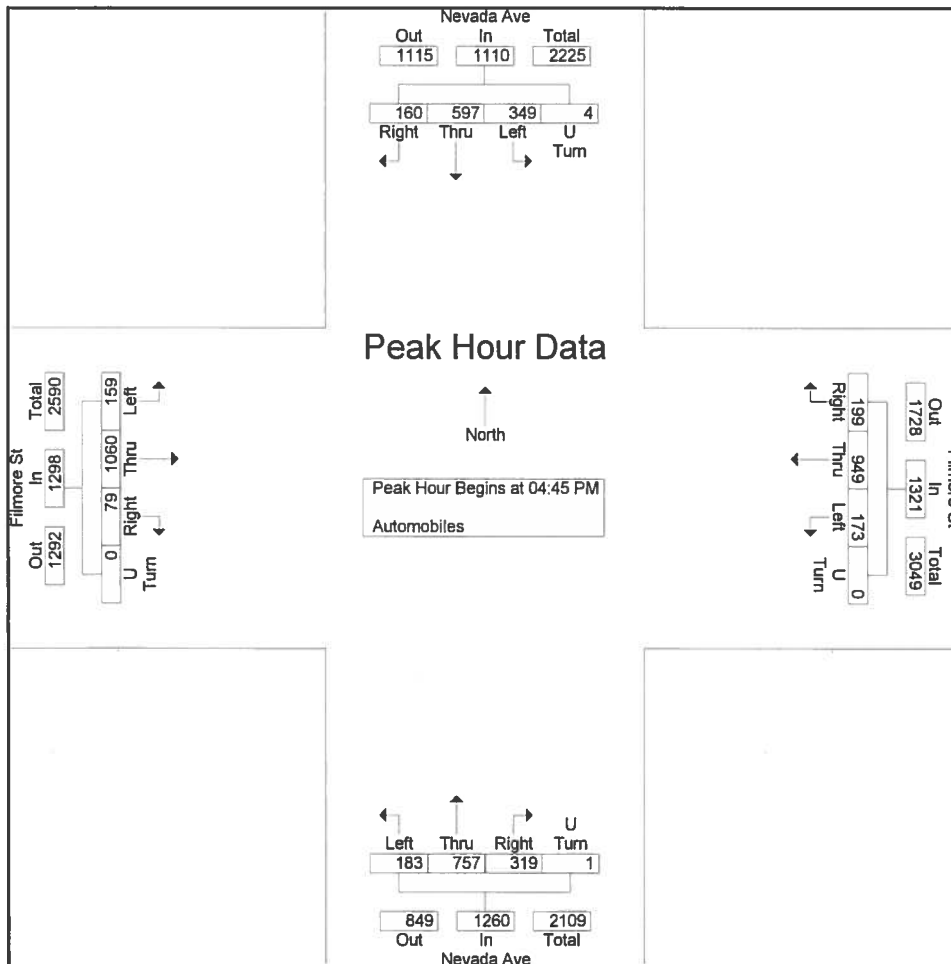 Nevada Ave
Out In Total
1115 1110 2225
160 597 349 4
Right Thru Left U Turn
Peak Hour Data
North
Peak Hour Begins at 04:45 PM
Automobiles
Filmore St
Total In Out
2590 1298 1292
159 1060 79 0
Left Thru Right U Turn
Out In Total
1728 1321 3049
199 949 173 0
Right Thru Left U Turn
Left Thru Right U Turn
183 757 319 1
849 1260 2109
Out In Total
Nevada Ave